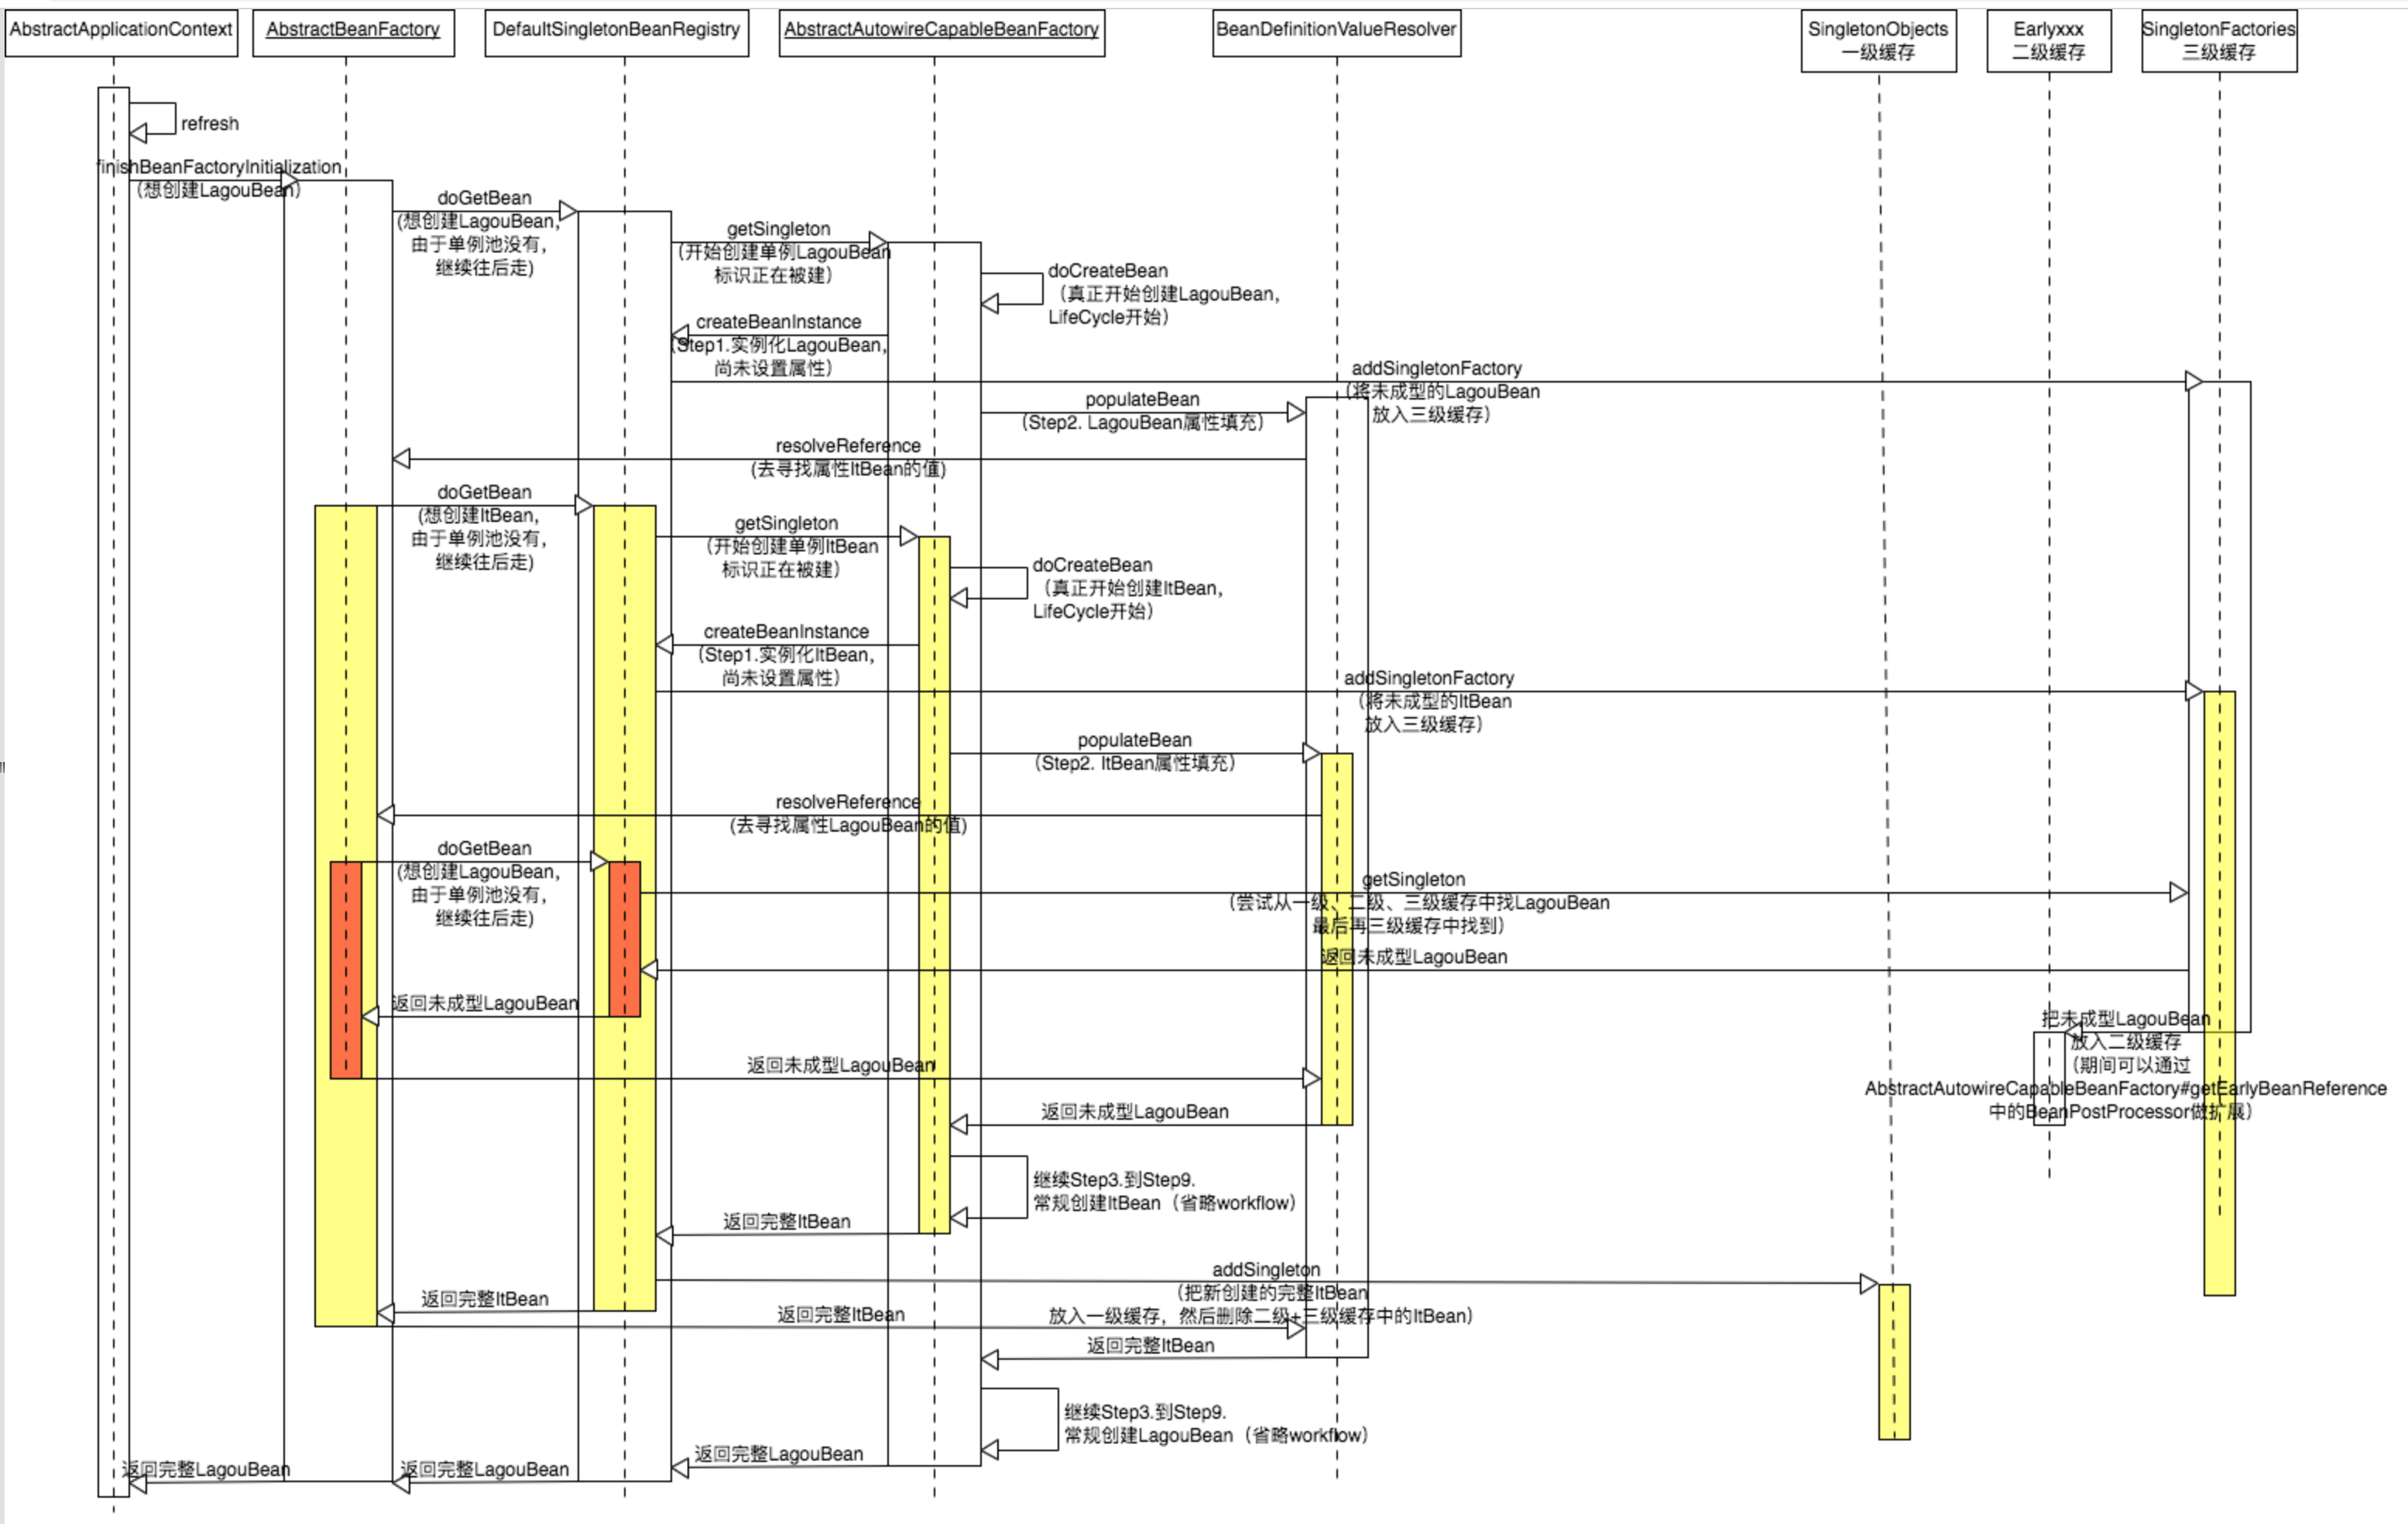 AbstractApplicationContext
AbstractBeanFactory
DefaultSingletonBeanRegistry
AbstractAutowireCapableBeanFactory
BeanDefinitionValueResolver
SingletonObjects
一级缓存
Earlyxxx
二级缓存
SingletonFactories
三级缓存
refresh
finishBeanFactoryInitialization
（想创建LagouBean）
doGetBean
(想创建LagouBean，
由于单例池没有，
继续往后走)
getSingleton
（开始创建单例LagouBean
标识正在被建）
doCreateBean
（真正开始创建LagouBean，
LifeCycle开始）
createBeanInstance
（Step1.实例化LagouBean，
尚未设置属性）
addSingletonFactory
（将未成型的LagouBean
放入三级缓存）
populateBean
（Step2. LagouBean属性填充）
resolveReference
(去寻找属性ItBean的值)
doGetBean
(想创建ItBean，
由于单例池没有，
继续往后走)
getSingleton
（开始创建单例ItBean
标识正在被建）
doCreateBean
（真正开始创建ItBean，
LifeCycle开始）
createBeanInstance
（Step1.实例化ItBean，
尚未设置属性）
addSingletonFactory
（将未成型的ItBean
放入三级缓存）
populateBean
（Step2. ItBean属性填充）
resolveReference
(去寻找属性LagouBean的值)
doGetBean
(想创建LagouBean，
由于单例池没有，
继续往后走)
getSingleton
（尝试从一级、二级、三级缓存中找LagouBean
最后再三级缓存中找到）
返回未成型LagouBean
返回未成型LagouBean
把未成型LagouBean
放入二级缓存
（期间可以通过
AbstractAutowireCapableBeanFactory#getEarlyBeanReference
中的BeanPostProcessor做扩展）
返回未成型LagouBean
返回未成型LagouBean
继续Step3.到Step9.
常规创建ItBean（省略workflow）
返回完整ItBean
addSingleton
（把新创建的完整ItBean
放入一级缓存，然后删除二级+三级缓存中的ItBean）
返回完整ItBean
返回完整ItBean
返回完整ItBean
继续Step3.到Step9.
常规创建LagouBean（省略workflow）
返回完整LagouBean
返回完整LagouBean
返回完整LagouBean